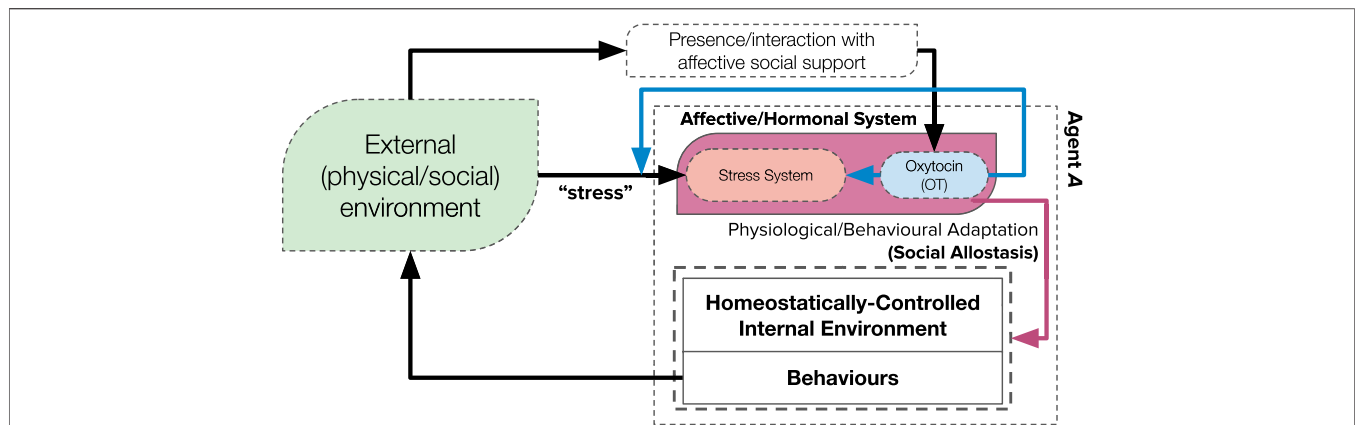 Presence/interaction with
affective social support
External
(physical/social)
environment
“stress”
Affective/Hormonal System
Agent A
Stress System
Oxytocin
(OT)
Physiological/Behavioural Adaptation
(Social Allostasis)
Homeostatically-Controlled
Internal Environment
Behaviours